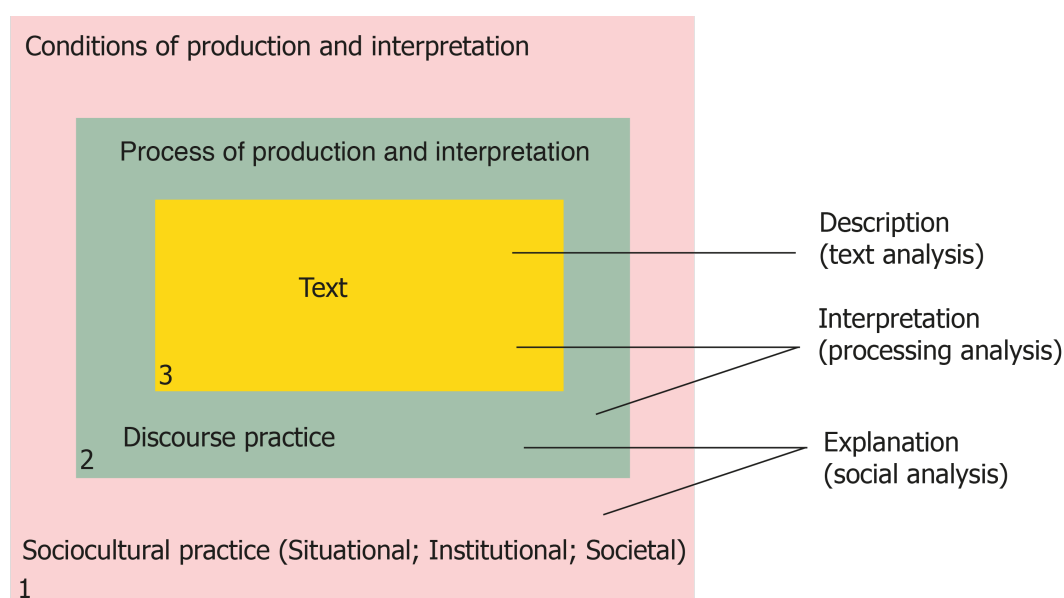 Conditions of production and interpretation
Process of production and interpretation
Text
3
Discourse practice
2
Sociocultural practice (Situational; Institutional; Societal)
1
Description
(text analysis)
Interpretation
(processing analysis)
Explanation
(social analysis)